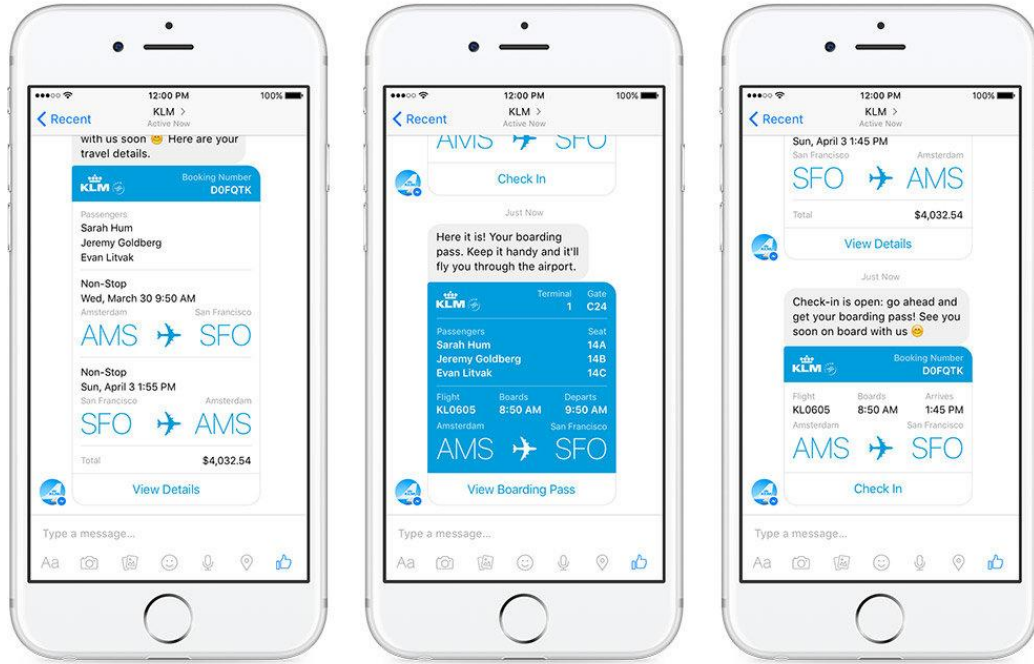 12:00 PM
100%
Recent
KLM >
Active Now
with us soon 😊 Here are your
travel details.
KLM
Booking Number
D0FQTK
Passengers
Sarah Hum
Jeremy Goldberg
Evan Litvak
Non-Stop
Wed, March 30 9:50 AM
Amsterdam San Francisco
AMS SFO
Non-Stop
Sun, April 3 1:55 PM
San Francisco Amsterdam
SFO AMS
Total $4,032.54
View Details
Type a message...
Aa
12:00 PM
100%
Recent
KLM >
Active Now
AMS SFO
Check In
Just Now
Here it is! Your boarding
pass. Keep it handy and it'll
fly you through the airport.
KLM
Terminal Gate
1 C24
Passengers Seat
Sarah Hum 14A
Jeremy Goldberg 14B
Evan Litvak 14C
Flight Boards Departs
KL0605 8:50 AM 9:50 AM
Amsterdam San Francisco
AMS SFO
View Boarding Pass
Type a message...
Aa
12:00 PM
100%
Recent
KLM >
Active Now
Sun, April 3 1:45 PM
San Francisco Amsterdam
SFO AMS
Total $4,032.54
View Details
Just Now
Check-in is open: go ahead and
get your boarding pass! See you
soon on board with us 😊
KLM
Booking Number
D0FQTK
Flight Boards Arrives
KL0605 8:50 AM 1:45 PM
Amsterdam San Francisco
AMS SFO
Check In
Type a message...
Aa